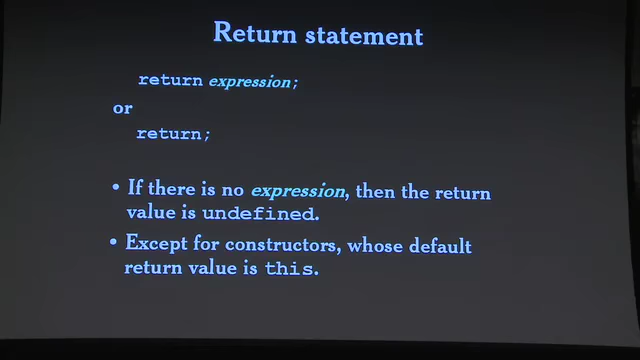 Return statement
return expression;
or
return;
• If there is no expression, then the return
value is undefined.
• Except for constructors, whose default
return value is this.